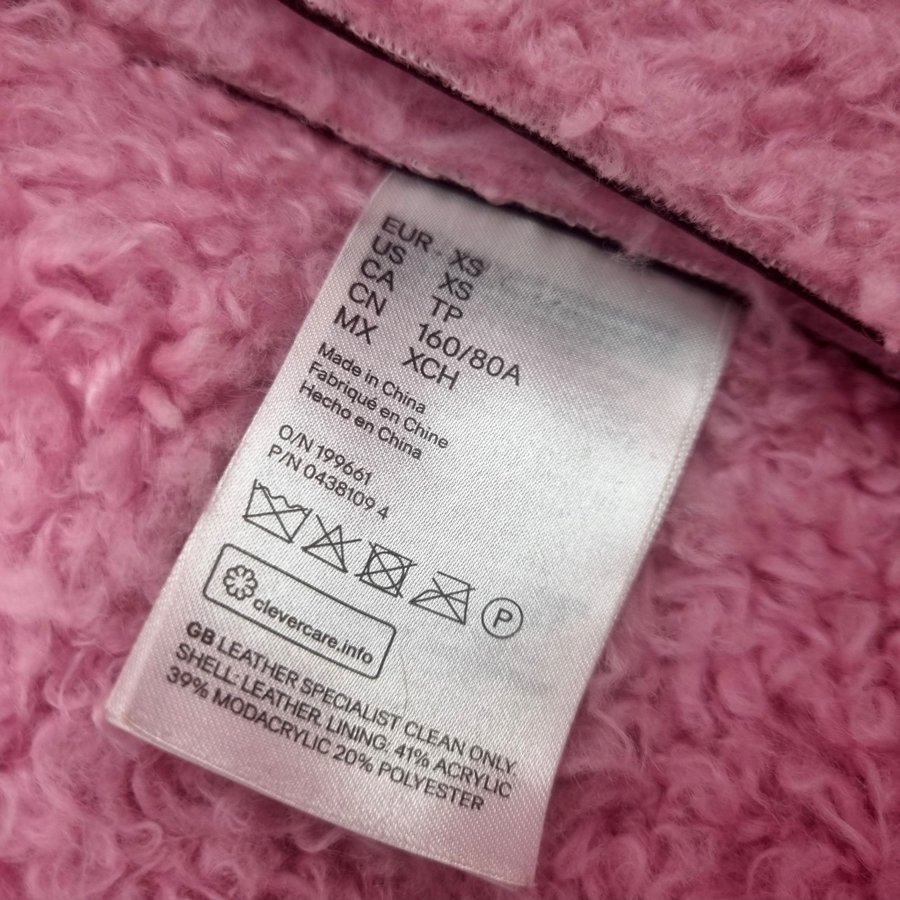 EUR XS
US XS
CA TP
CN 160/80A
MX XCH
Made in China
Fabriqué en Chine
Hecho en China
O/N 199661
P/N 0438109 4
P
clevercare.info
GB LEATHER SPECIALIST CLEAN ONLY.
SHELL: LEATHER. LINING: 41% ACRYLIC
39% MODACRYLIC 20% POLYESTER